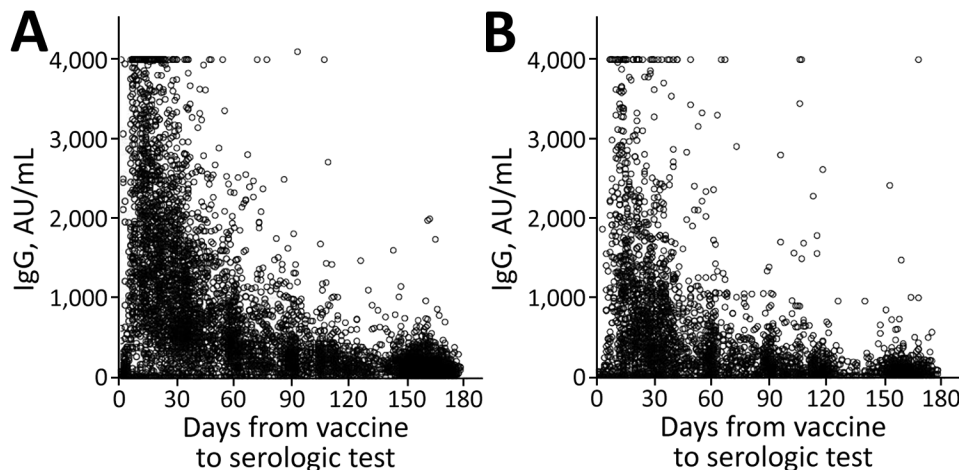 A
IgG, AU/mL
4,000
3,000
2,000
1,000
0
0 30 60 90 120 150 180
Days from vaccine
to serologic test
B
IgG, AU/mL
4,000
3,000
2,000
1,000
0
0 30 60 90 120 150 180
Days from vaccine
to serologic test